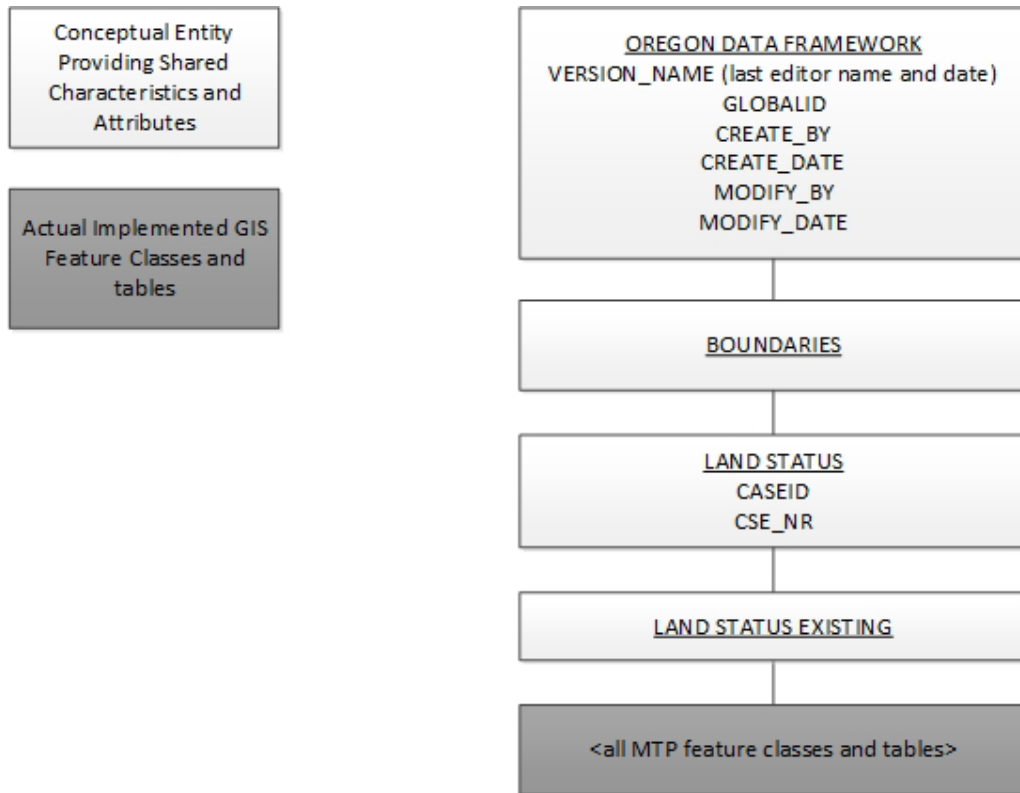 Conceptual Entity
Providing Shared
Characteristics and
Attributes
Actual Implemented GIS
Feature Classes and
tables
OREGON DATA FRAMEWORK
VERSION_NAME (last editor name and date)
GLOBALID
CREATE_BY
CREATE_DATE
MODIFY_BY
MODIFY_DATE
BOUNDARIES
LAND STATUS
CASEID
CSE_NR
LAND STATUS EXISTING
<all MTP feature classes and tables>